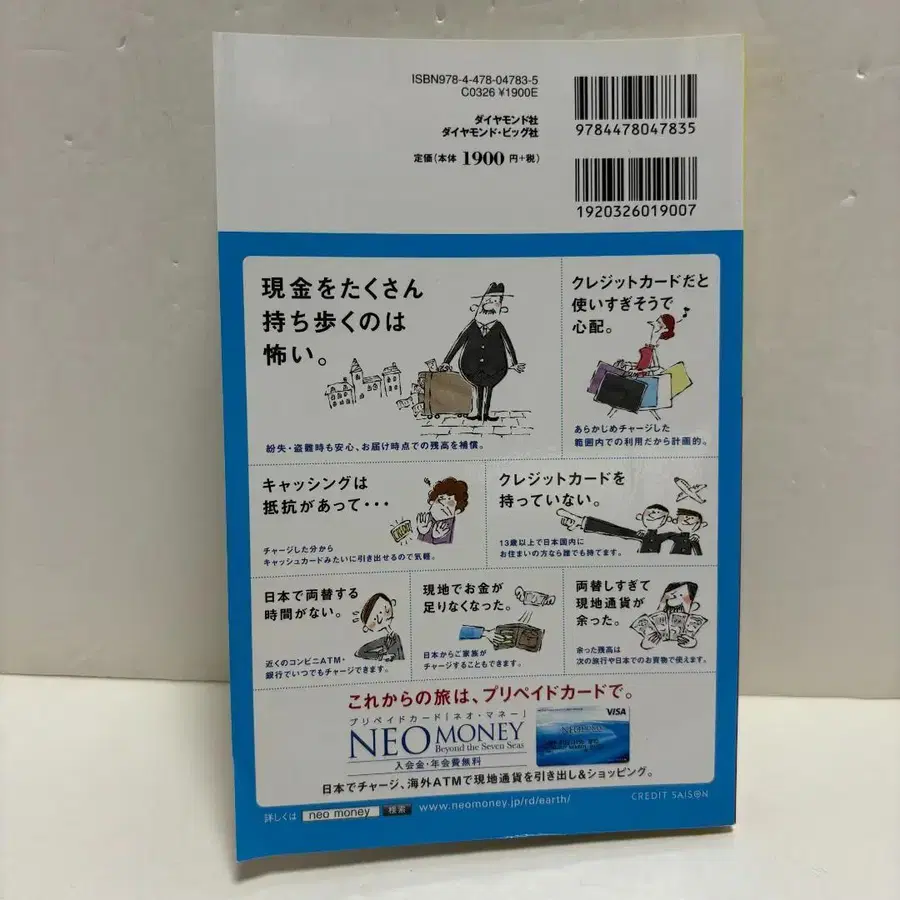 ISBN978-4-478-04783-5
C0326 ¥1900E
ダイヤモンド社
ダイヤモンド・ビッグ社
定価(本体 1900 円+税)
9784478047835
1920326019007
現金をたくさん
持ち歩くのは
怖い。
紛失・盗難時も安心、お届け時点での残高を補償。
クレジットカードだと
使いすぎそうで
心配。
あらかじめチャージした
範囲内での利用だから計画的。
キャッシングは
抵抗があって・・・
チャージした分から
キャッシュカードみたいに引き出せるので気軽。
クレジットカードを
持っていない。
13歳以上で日本国内に
お住まいの方なら誰でも持てます。
日本で両替する
時間がない。
近くのコンビニATM・
銀行でいつでもチャージできます。
現地でお金が
足りなくなった。
日本からご家族が
チャージすることもできます。
両替しすぎて
現地通貨が
余った。
余った残高は
次の旅行や日本でのお買物で使えます。
これからの旅は、プリペイドカードで。
プリペイドカード「ネオ・マネー」
NEO MONEY
Beyond the Seven Seas
入会金・年会費無料
VISA
NEO MONEY
日本でチャージ、海外ATMで現地通貨を引き出し&ショッピング。
詳しくは neo money 検索 www.neomoney.jp/rd/earth/
CREDIT SAISON